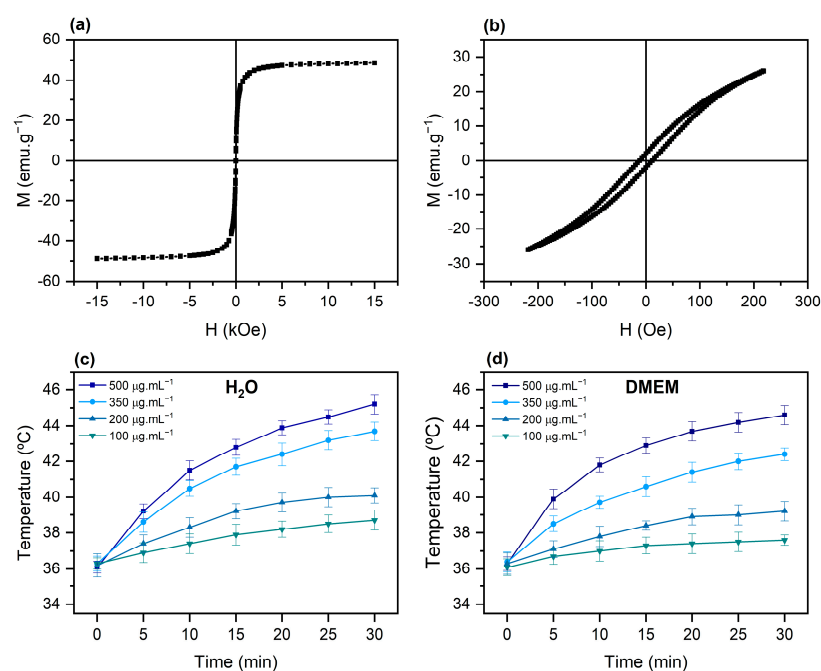 (a)
60
40
20
0
-20
-40
-60
M (emu.g⁻¹)
-15 -10 -5 0 5 10 15
H (kOe)
(b)
30
20
10
0
-10
-20
-30
M (emu.g⁻¹)
-300 -200 -100 0 100 200 300
H (Oe)
(c)
H₂O
500 µg.mL⁻¹
350 µg.mL⁻¹
200 µg.mL⁻¹
100 µg.mL⁻¹
46
44
42
40
38
36
34
Temperature (ºC)
0 5 10 15 20 25 30
Time (min)
(d)
DMEM
500 µg.mL⁻¹
350 µg.mL⁻¹
200 µg.mL⁻¹
100 µg.mL⁻¹
46
44
42
40
38
36
34
Temperature (ºC)
0 5 10 15 20 25 30
Time (min)